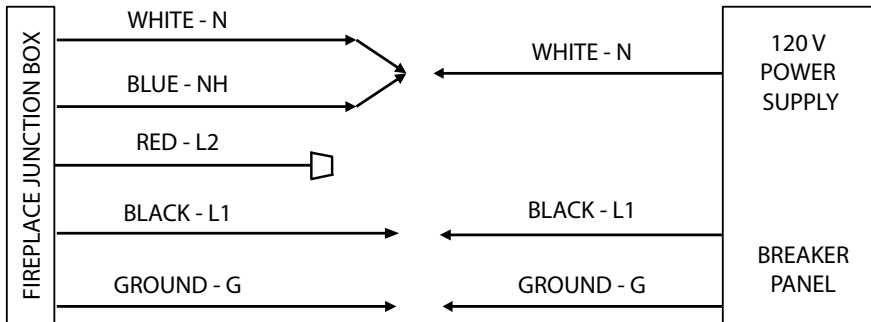 FIREPLACE JUNCTION BOX
WHITE - N
BLUE - NH
RED - L2
BLACK - L1
GROUND - G
WHITE - N
BLACK - L1
GROUND - G
120 V
POWER
SUPPLY
BREAKER
PANEL